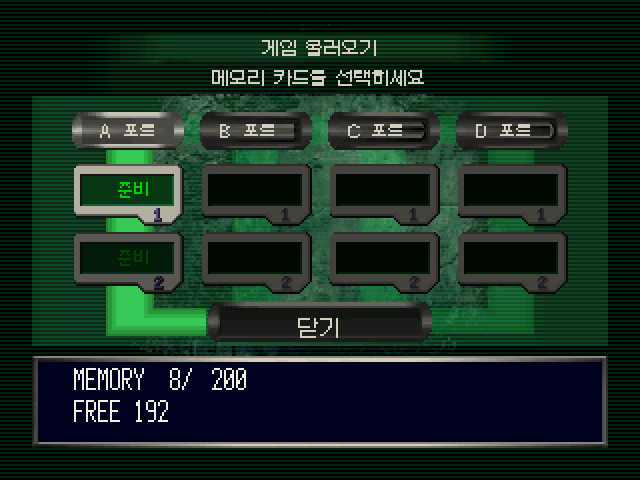 게임 불러오기
메모리 카드를 선택하세요
A 포트 B 포트 C 포트 D 포트
준비
1 1 1 1
준비
2 2 2 2
닫기
MEMORY 8/ 200
FREE 192